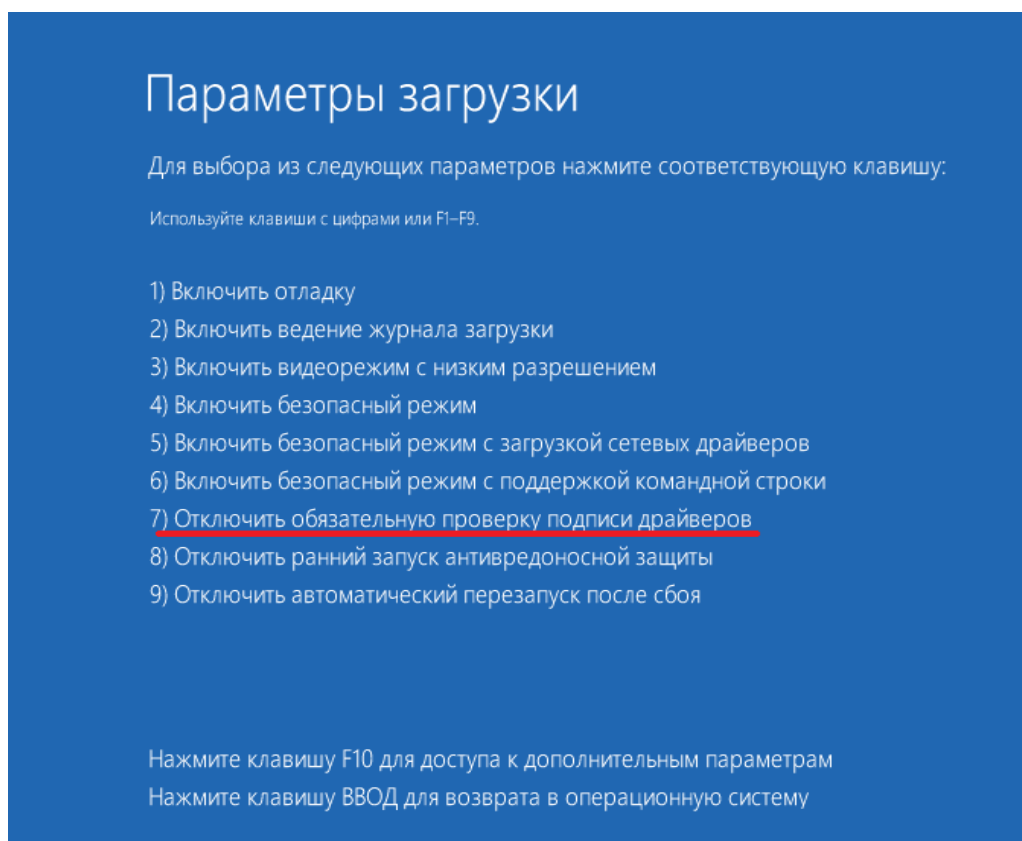 Параметры загрузки
Для выбора из следующих параметров нажмите соответствующую клавишу:
Используйте клавиши с цифрами или F1–F9.
1) Включить отладку
2) Включить ведение журнала загрузки
3) Включить видеорежим с низким разрешением
4) Включить безопасный режим
5) Включить безопасный режим с загрузкой сетевых драйверов
6) Включить безопасный режим с поддержкой командной строки
7) Отключить обязательную проверку подписи драйверов
8) Отключить ранний запуск антивредоносной защиты
9) Отключить автоматический перезапуск после сбоя
Нажмите клавишу F10 для доступа к дополнительным параметрам
Нажмите клавишу ВВОД для возврата в операционную систему